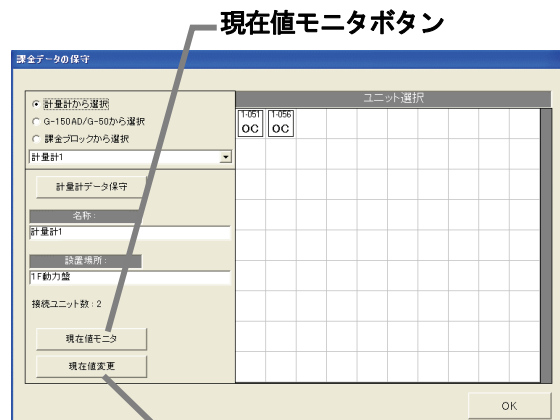 現在値モニタボタン
課金データの保守
計量計から選択
G-150AD/G-50から選択
課金ブロックから選択
計量計1
計量計データ保守
名称:
計量計1
設置場所:
1F動力盤
接続ユニット数:2
現在値モニタ
現在値変更
ユニット選択
1-051 1-056
OC OC
OK